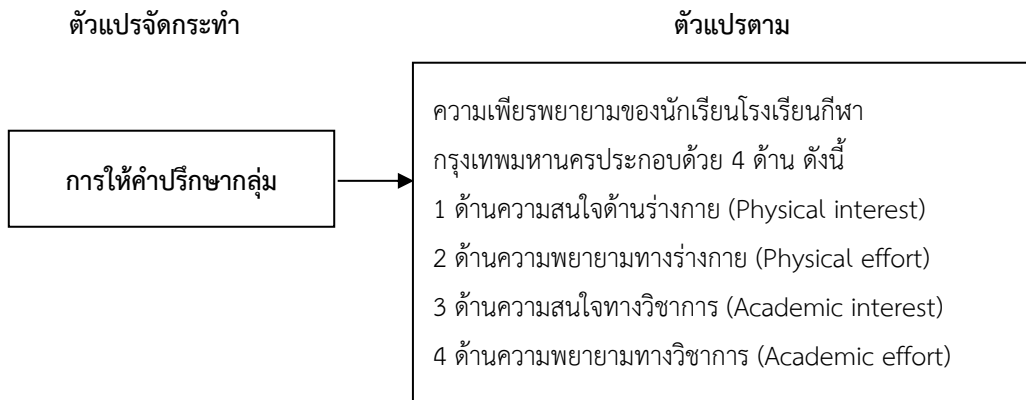 ตัวแปรจัดกระทำ
ตัวแปรตาม
การให้คำปรึกษากลุ่ม
ความเพียรพยายามของนักเรียนโรงเรียนกีฬา
กรุงเทพมหานครประกอบด้วย 4 ด้าน ดังนี้
1 ด้านความสนใจด้านร่างกาย (Physical interest)
2 ด้านความพยายามทางร่างกาย (Physical effort)
3 ด้านความสนใจทางวิชาการ (Academic interest)
4 ด้านความพยายามทางวิชาการ (Academic effort)